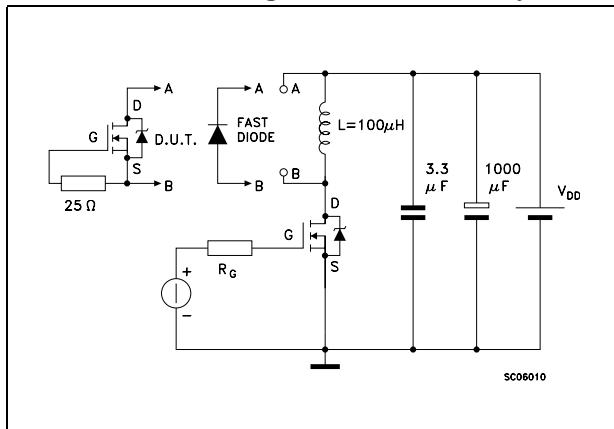 A
A
A
D
G
D.U.T.
S
FAST
DIODE
L=100μH
B
B
B
25 Ω
3.3
μF
1000
μF
VDD
D
G
S
RG
+
-
SC06010